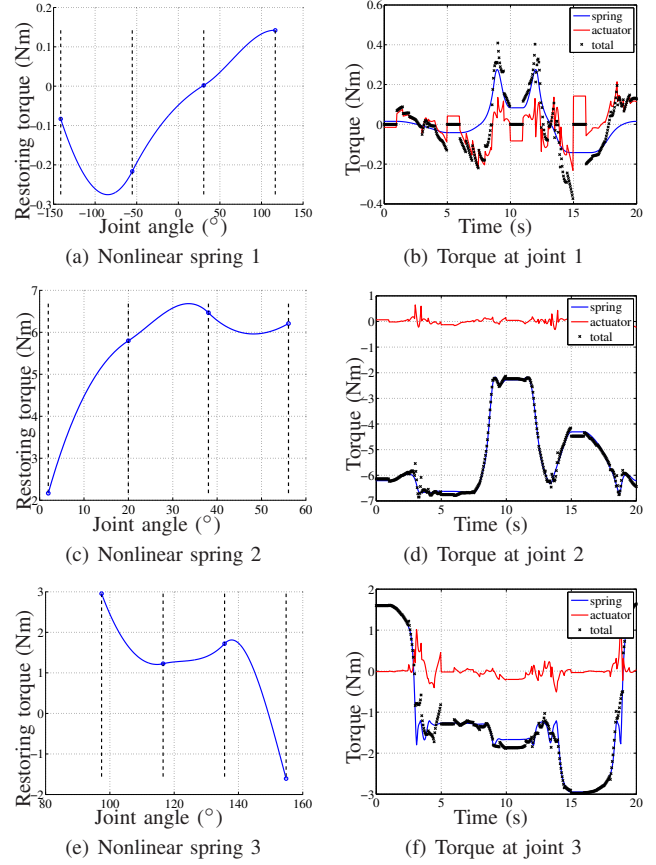 0.2
0.1
0
−0.1
−0.2
−0.3
−150 −100 −50 0 50 100 150
Restoring torque (Nm)
Joint angle (°)
(a) Nonlinear spring 1
0.6
0.4
0.2
0
−0.2
−0.4
0 5 10 15 20
Torque (Nm)
Time (s)
spring
actuator
total
(b) Torque at joint 1
7
6
5
4
3
2
0 10 20 30 40 50 60
Restoring torque (Nm)
Joint angle (°)
(c) Nonlinear spring 2
1
0
−1
−2
−3
−4
−5
−6
−7
0 5 10 15 20
Torque (Nm)
Time (s)
spring
actuator
total
(d) Torque at joint 2
3
2
1
0
−1
−2
80 100 120 140 160
Restoring torque (Nm)
Joint angle (°)
(e) Nonlinear spring 3
2
1
0
−1
−2
−3
0 5 10 15 20
Torque (Nm)
Time (s)
spring
actuator
total
(f) Torque at joint 3